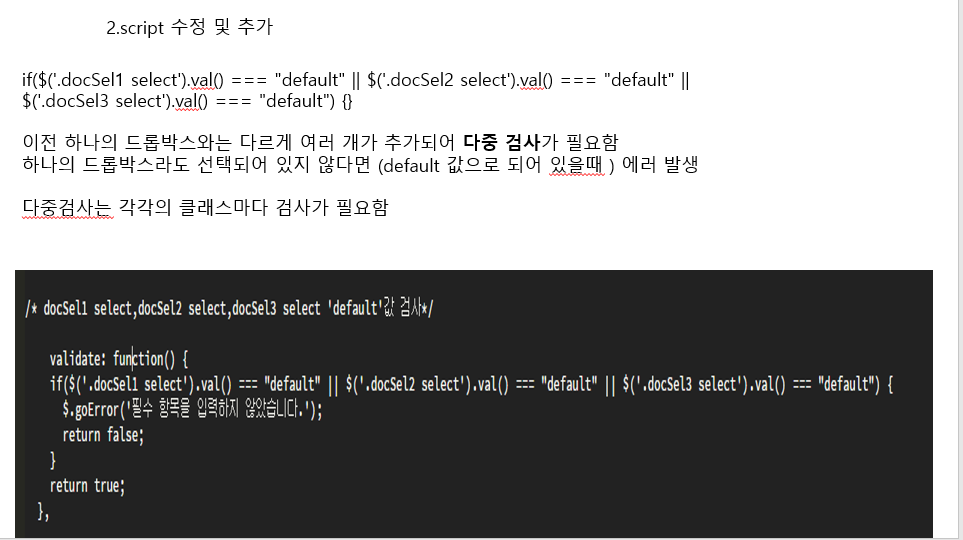 2.script 수정 및 추가
if($('.docSel1 select').val() === "default" || $('.docSel2 select').val() === "default" ||
$('.docSel3 select').val() === "default") {}
이전 하나의 드롭박스와는 다르게 여러 개가 추가되어 다중 검사가 필요함
하나의 드롭박스라도 선택되어 있지 않다면 (default 값으로 되어 있을때 ) 에러 발생
다중검사는 각각의 클래스마다 검사가 필요함
/* docSel1 select,docSel2 select,docSel3 select 'default'값 검사*/
validate: function() {
if($('.docSel1 select').val() === "default" || $('.docSel2 select').val() === "default" || $('.docSel3 select').val() === "default") {
$.goError('필수 항목을 입력하지 않았습니다.');
return false;
}
return true;
},